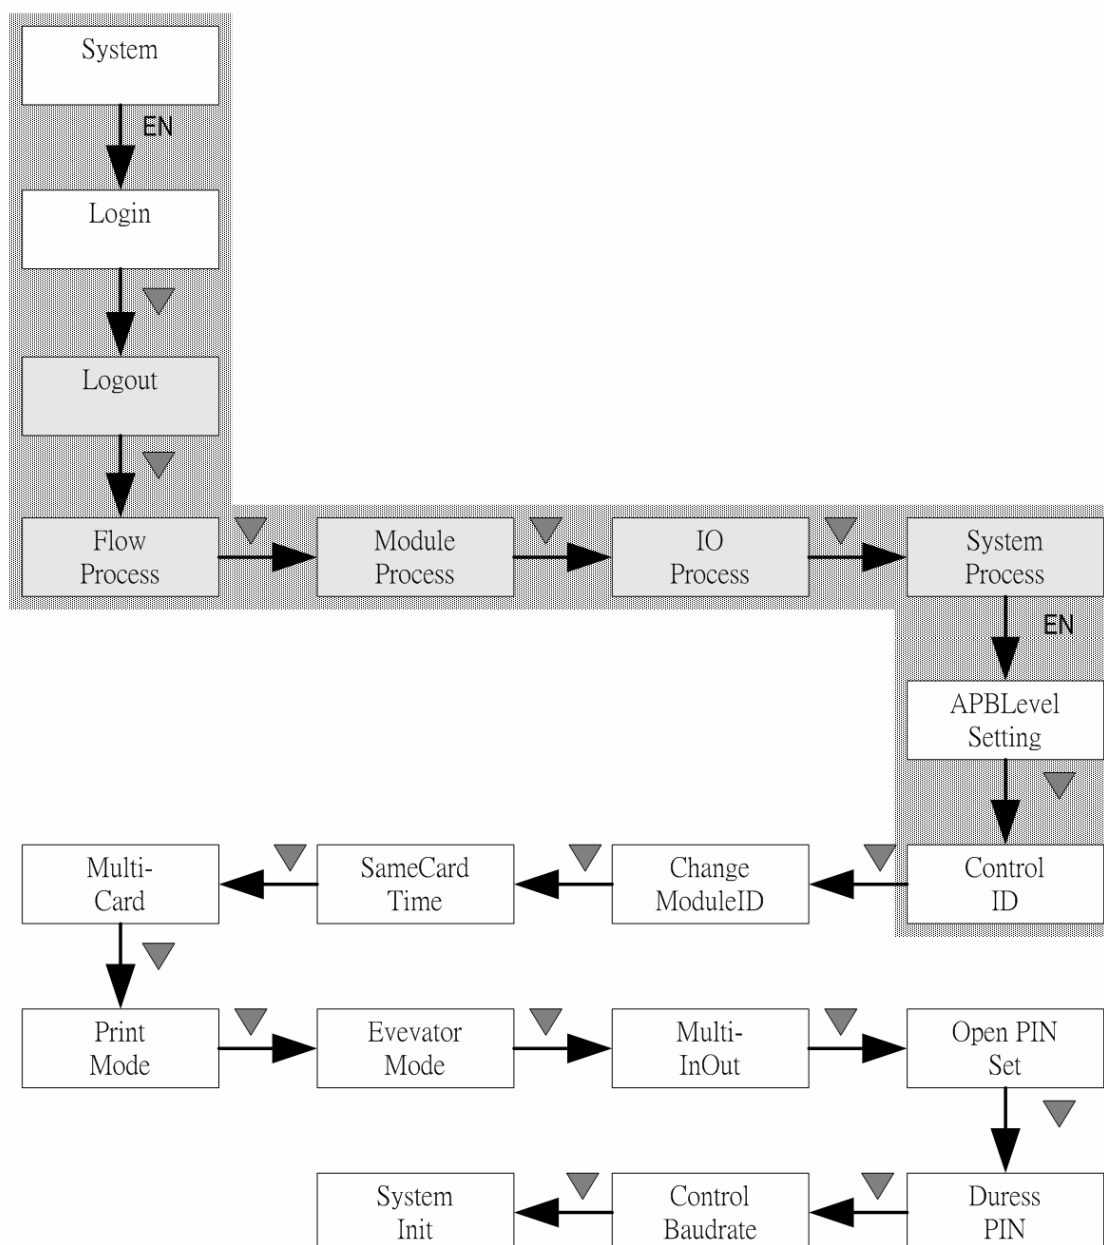 System
EN
Login
Logout
Flow
Process
Module
Process
IO
Process
System
Process
EN
APBLevel
Setting
Control
ID
Change
ModuleID
SameCard
Time
Multi-
Card
Print
Mode
Evevator
Mode
Multi-
InOut
Open PIN
Set
Duress
PIN
Control
Baudrate
System
Init